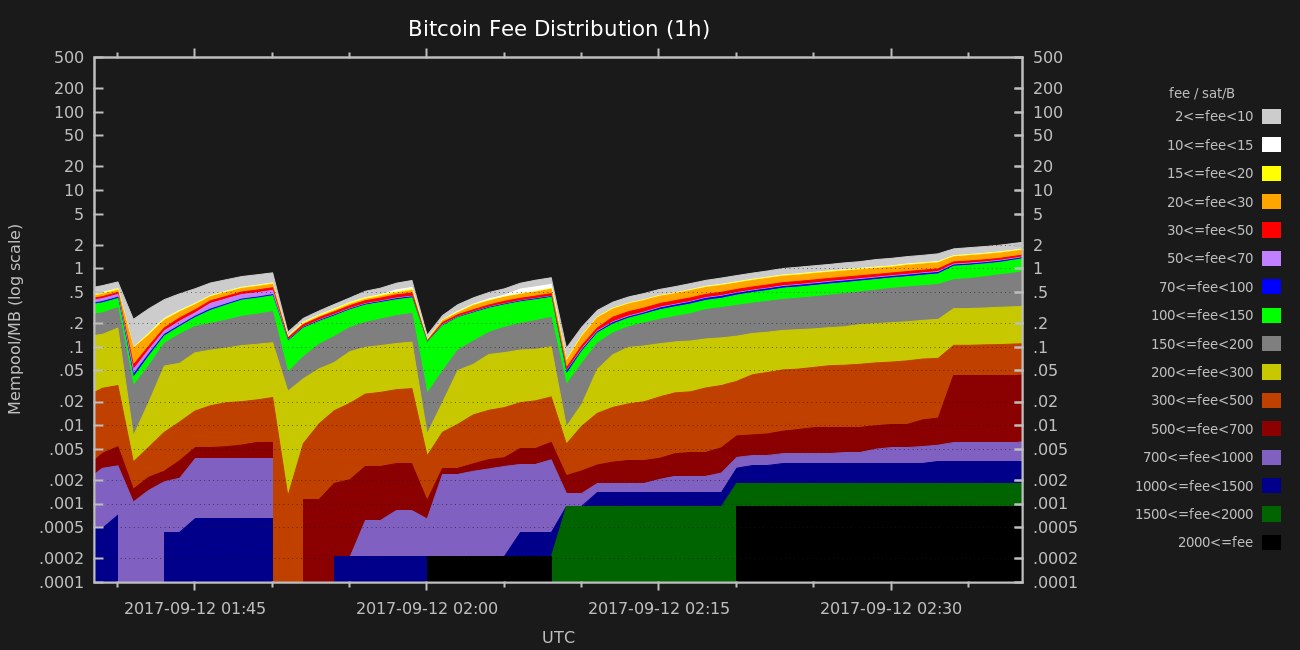 Bitcoin Fee Distribution (1h)
500
200
100
50
20
10
5
2
1
.5
.2
.1
.05
.02
.01
.005
.002
.001
.0005
.0002
.0001
Mempool/MB (log scale)
500
200
100
50
20
10
5
2
1
.5
.2
.1
.05
.02
.01
.005
.002
.001
.0005
.0002
.0001
2017-09-12 01:45
2017-09-12 02:00
2017-09-12 02:15
2017-09-12 02:30
UTC
fee / sat/B
2<=fee<10
10<=fee<15
15<=fee<20
20<=fee<30
30<=fee<50
50<=fee<70
70<=fee<100
100<=fee<150
150<=fee<200
200<=fee<300
300<=fee<500
500<=fee<700
700<=fee<1000
1000<=fee<1500
1500<=fee<2000
2000<=fee